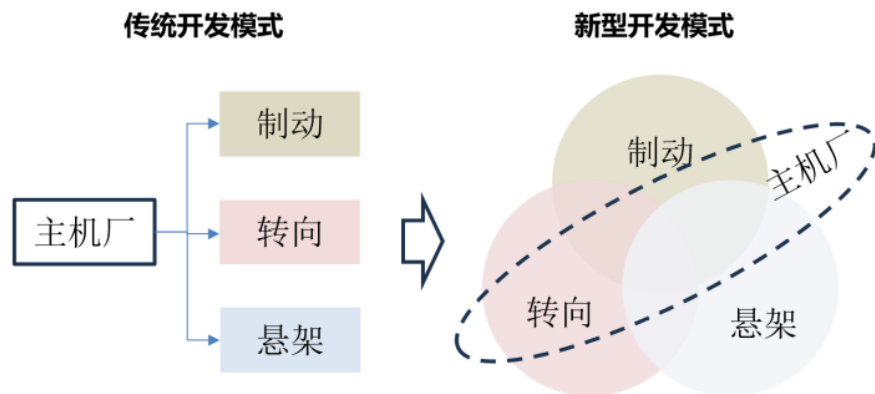 传统开发模式
新型开发模式
制动
主机厂
转向
悬架
制动
主机厂
转向
悬架